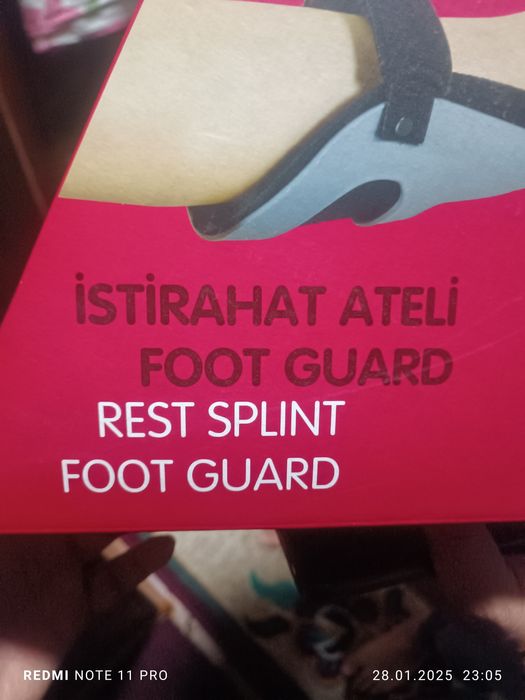 İSTİRAHAT ATELİ
FOOT GUARD
REST SPLINT
FOOT GUARD
REDMI NOTE 11 PRO
28.01.2025 23:05